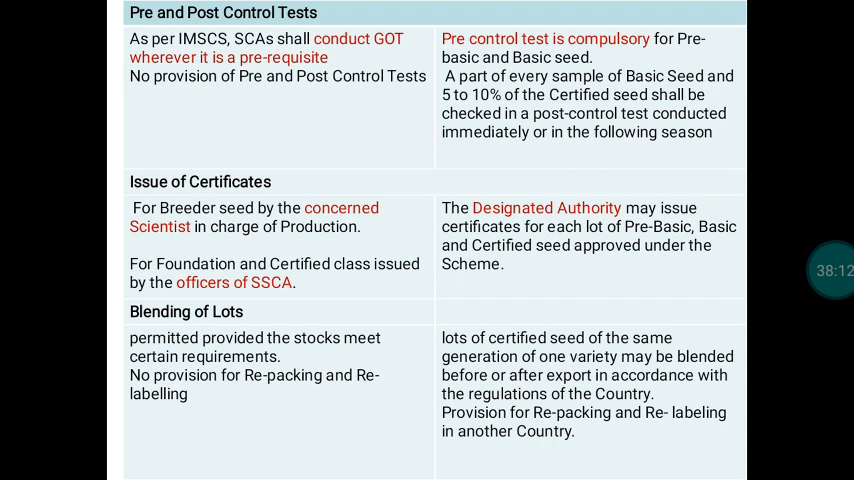 Pre and Post Control Tests
As per IMSCS, SCAs shall conduct GOT
wherever it is a pre-requisite
No provision of Pre and Post Control Tests
Pre control test is compulsory for Pre-
basic and Basic seed.
A part of every sample of Basic Seed and
5 to 10% of the Certified seed shall be
checked in a post-control test conducted
immediately or in the following season
Issue of Certificates
For Breeder seed by the concerned
Scientist in charge of Production.
For Foundation and Certified class issued
by the officers of SSCA.
The Designated Authority may issue
certificates for each lot of Pre-Basic, Basic
and Certified seed approved under the
Scheme.
Blending of Lots
permitted provided the stocks meet
certain requirements.
No provision for Re-packing and Re-
labelling
lots of certified seed of the same
generation of one variety may be blended
before or after export in accordance with
the regulations of the Country.
Provision for Re-packing and Re- labeling
in another Country.
38:12